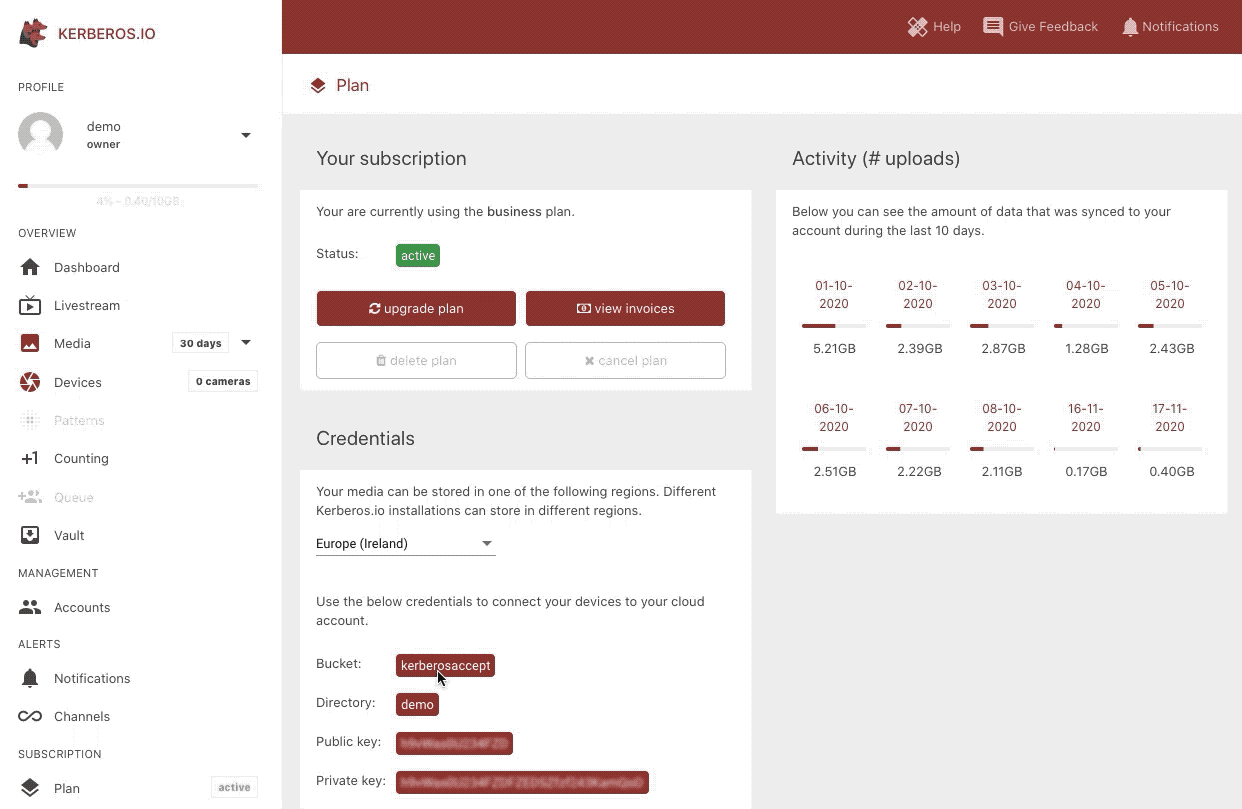 KERBEROS.IO
Help
Give Feedback
Notifications
PROFILE
demo
owner
4% - 0.40/10GB
OVERVIEW
Dashboard
Livestream
Media
30 days
Devices
0 cameras
Patterns
+1 Counting
Queue
Vault
MANAGEMENT
Accounts
ALERTS
Notifications
Channels
SUBSCRIPTION
Plan
active
Plan
Your subscription
Your are currently using the business plan.
Status: active
upgrade plan
view invoices
delete plan
cancel plan
Credentials
Your media can be stored in one of the following regions. Different
Kerberos.io installations can store in different regions.
Europe (Ireland)
Use the below credentials to connect your devices to your cloud
account.
Bucket: kerberosaccept
Directory: demo
Public key:
Private key:
Activity (# uploads)
Below you can see the amount of data that was synced to your
account during the last 10 days.
01-10- 02-10- 03-10- 04-10- 05-10-
2020 2020 2020 2020 2020
5.21GB 2.39GB 2.87GB 1.28GB 2.43GB
06-10- 07-10- 08-10- 16-11- 17-11-
2020 2020 2020 2020 2020
2.51GB 2.22GB 2.11GB 0.17GB 0.40GB